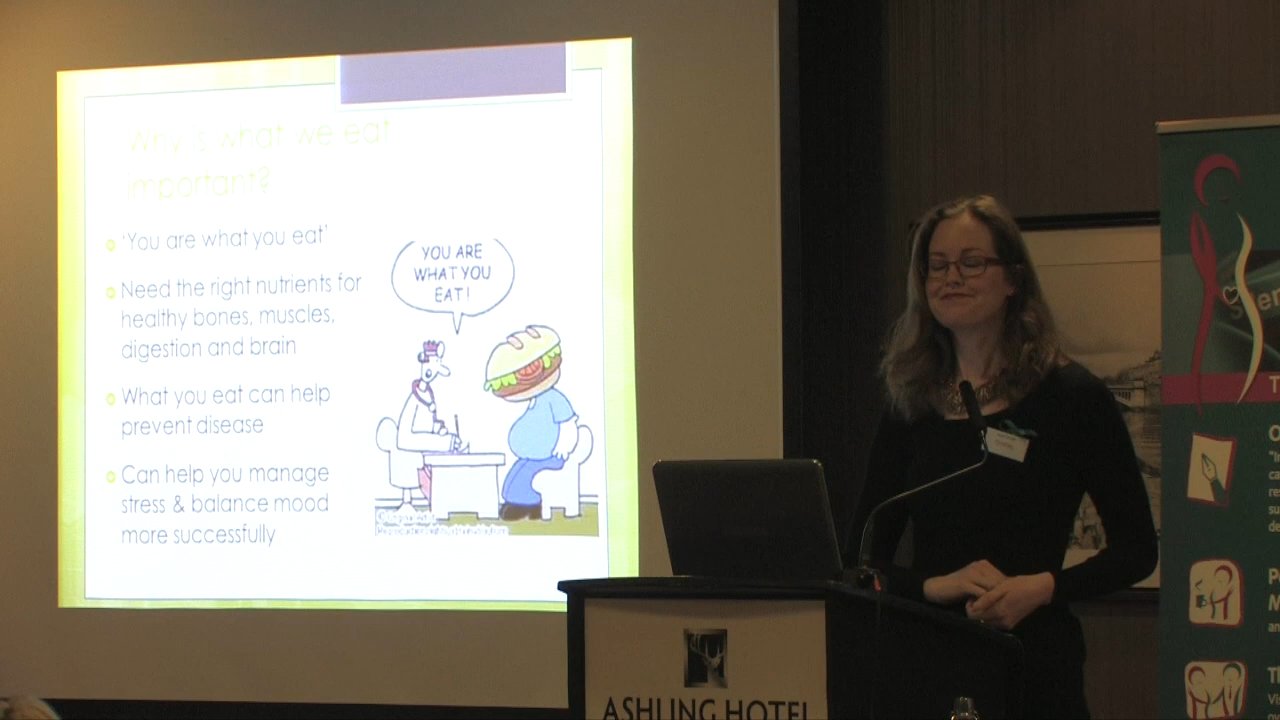 Why is what we eat
important?
'You are what you eat'
Need the right nutrients for
healthy bones, muscles,
digestion and brain
What you eat can help
prevent disease
Can help you manage
stress & balance mood
more successfully
YOU ARE
WHAT YOU
EAT!
ASHLING HOTEL